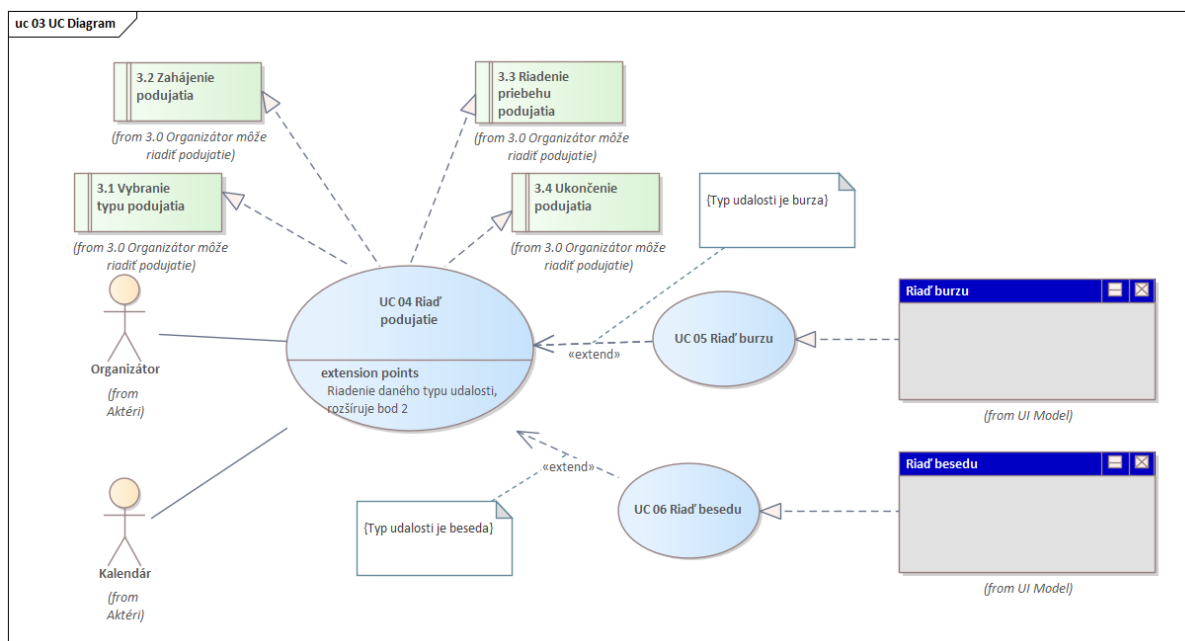 uc 03 UC Diagram
3.2 Zahájenie
podujatia
(from 3.0 Organizátor môže
riadiť podujatie)
3.3 Riadenie
priebehu
podujatia
(from 3.0 Organizátor môže
riadiť podujatie)
3.1 Vybranie
typu podujatia
(from 3.0 Organizátor môže
riadiť podujatie)
3.4 Ukončenie
podujatia
(from 3.0 Organizátor môže
riadiť podujatie)
{Typ udalosti je burza}
Organizátor
(from
Aktéri)
UC 04 Riaď
podujatie
extension points
Riadenie daného typu udalosti,
rozšíruje bod 2
«extend»
UC 05 Riaď burzu
Riaď burzu
(from UI Model)
Kalendár
(from
Aktéri)
{Typ udalosti je beseda}
«extend»
UC 06 Riaď besedu
Riaď besedu
(from UI Model)